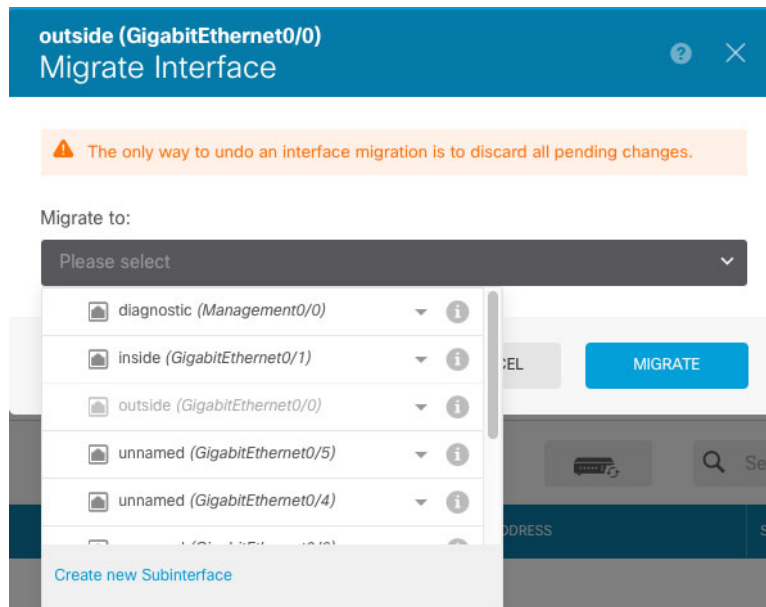 outside (GigabitEthernet0/0)
Migrate Interface
The only way to undo an interface migration is to discard all pending changes.
Migrate to:
Please select
diagnostic (Management0/0)
inside (GigabitEthernet0/1)
outside (GigabitEthernet0/0)
unnamed (GigabitEthernet0/5)
unnamed (GigabitEthernet0/4)
CEL
MIGRATE
Se
DDRESS
S
Create new Subinterface